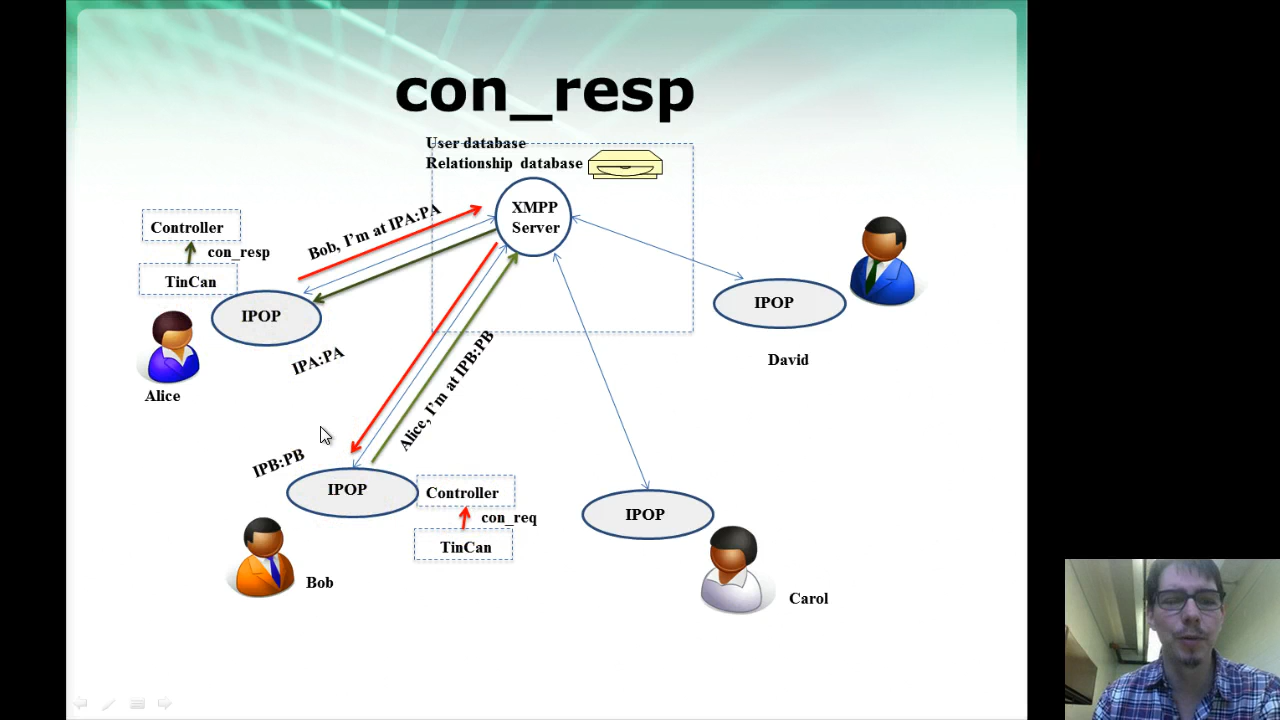 con_resp
User database
Relationship database
XMPP
Server
Bob, I'm at IPA:PA
Controller
con_resp
TinCan
IPOP
IPA:PA
Alice
Alice, I'm at IPB:PB
IPOP
David
IPB:PB
IPOP
Controller
con_req
TinCan
Bob
IPOP
Carol